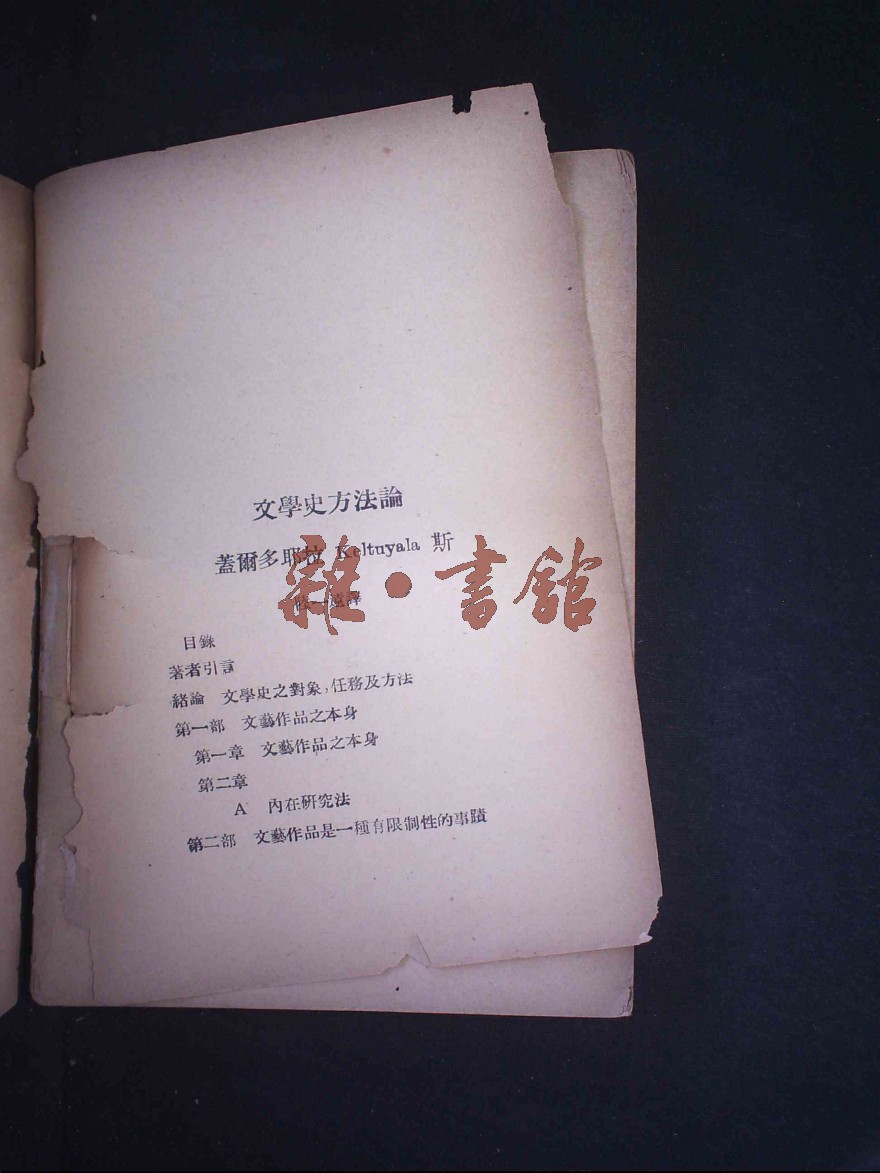 文學史方法論
蓋爾多耶拉 Keltuyala 斯
陸一遠譯
雜·書館
目錄
著者引言
緒論　文學史之對象,任務及方法
第一部　文藝作品之本身
第一章　文藝作品之本身
第二章
A　內在研究法
第二部　文藝作品是一種有限制性的事蹟